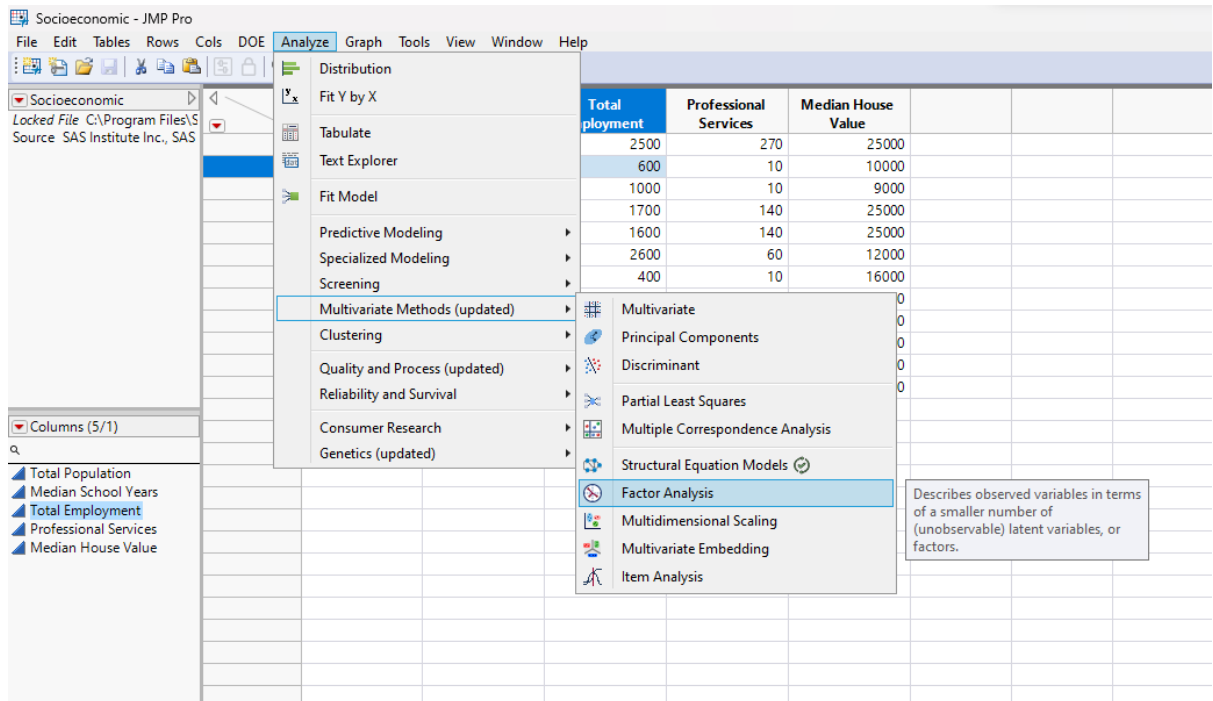 Socioeconomic - JMP Pro
File Edit Tables Rows Cols DOE Analyze Graph Tools View Window Help
Socioeconomic
Locked File C:\Program Files\S
Source SAS Institute Inc., SAS
Distribution
Fit Y by X
Tabulate
Text Explorer
Fit Model
Predictive Modeling
Specialized Modeling
Screening
Multivariate Methods (updated)
Clustering
Quality and Process (updated)
Reliability and Survival
Consumer Research
Genetics (updated)
Total Professional Median House
ployment Services Value
2500 270 25000
600 10 10000
1000 10 9000
1700 140 25000
1600 140 25000
2600 60 12000
400 10 16000
0
0
0
0
0
Multivariate
Principal Components
Discriminant
Partial Least Squares
Multiple Correspondence Analysis
Structural Equation Models
Factor Analysis
Multidimensional Scaling
Multivariate Embedding
Item Analysis
Describes observed variables in terms
of a smaller number of
(unobservable) latent variables, or
factors.
Columns (5/1)
Total Population
Median School Years
Total Employment
Professional Services
Median House Value